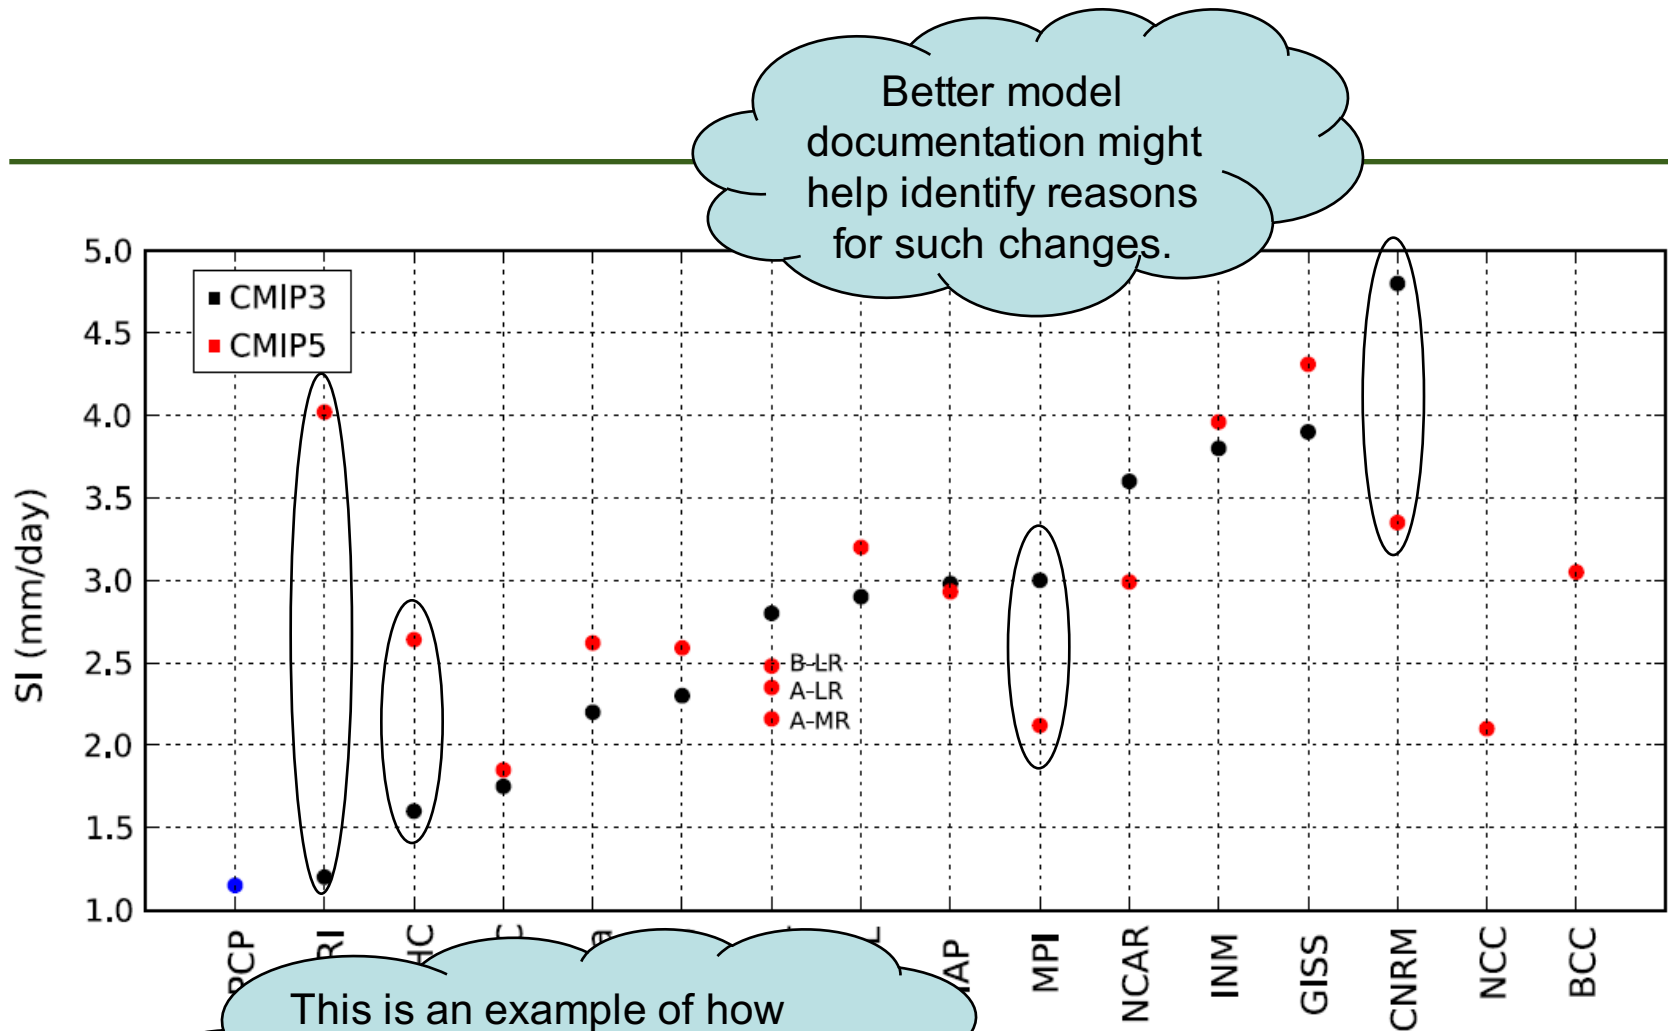 Better model
documentation might
help identify reasons
for such changes.
5.0
4.5
4.0
3.5
3.0
2.5
2.0
1.5
1.0
SI (mm/day)
CMIP3
CMIP5
B-LR
A-LR
A-MR
MPI
NCAR
INM
GISS
CNRM
NCC
BCC
This is an example of how